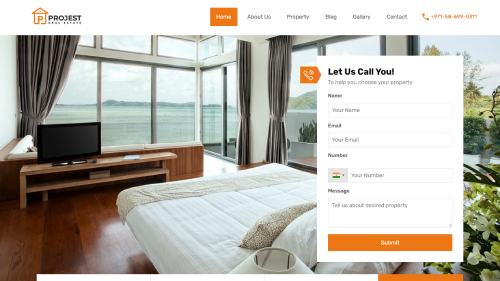 PROJEST
REAL ESTATE
Home
About Us
Property
Blog
Gallery
Contact
+971-58-699-0311
Let Us Call You!
To help you choose your property
Name
Your Name
Email
Your Email
Number
Your Number
Message
Tell us about desired property
Submit